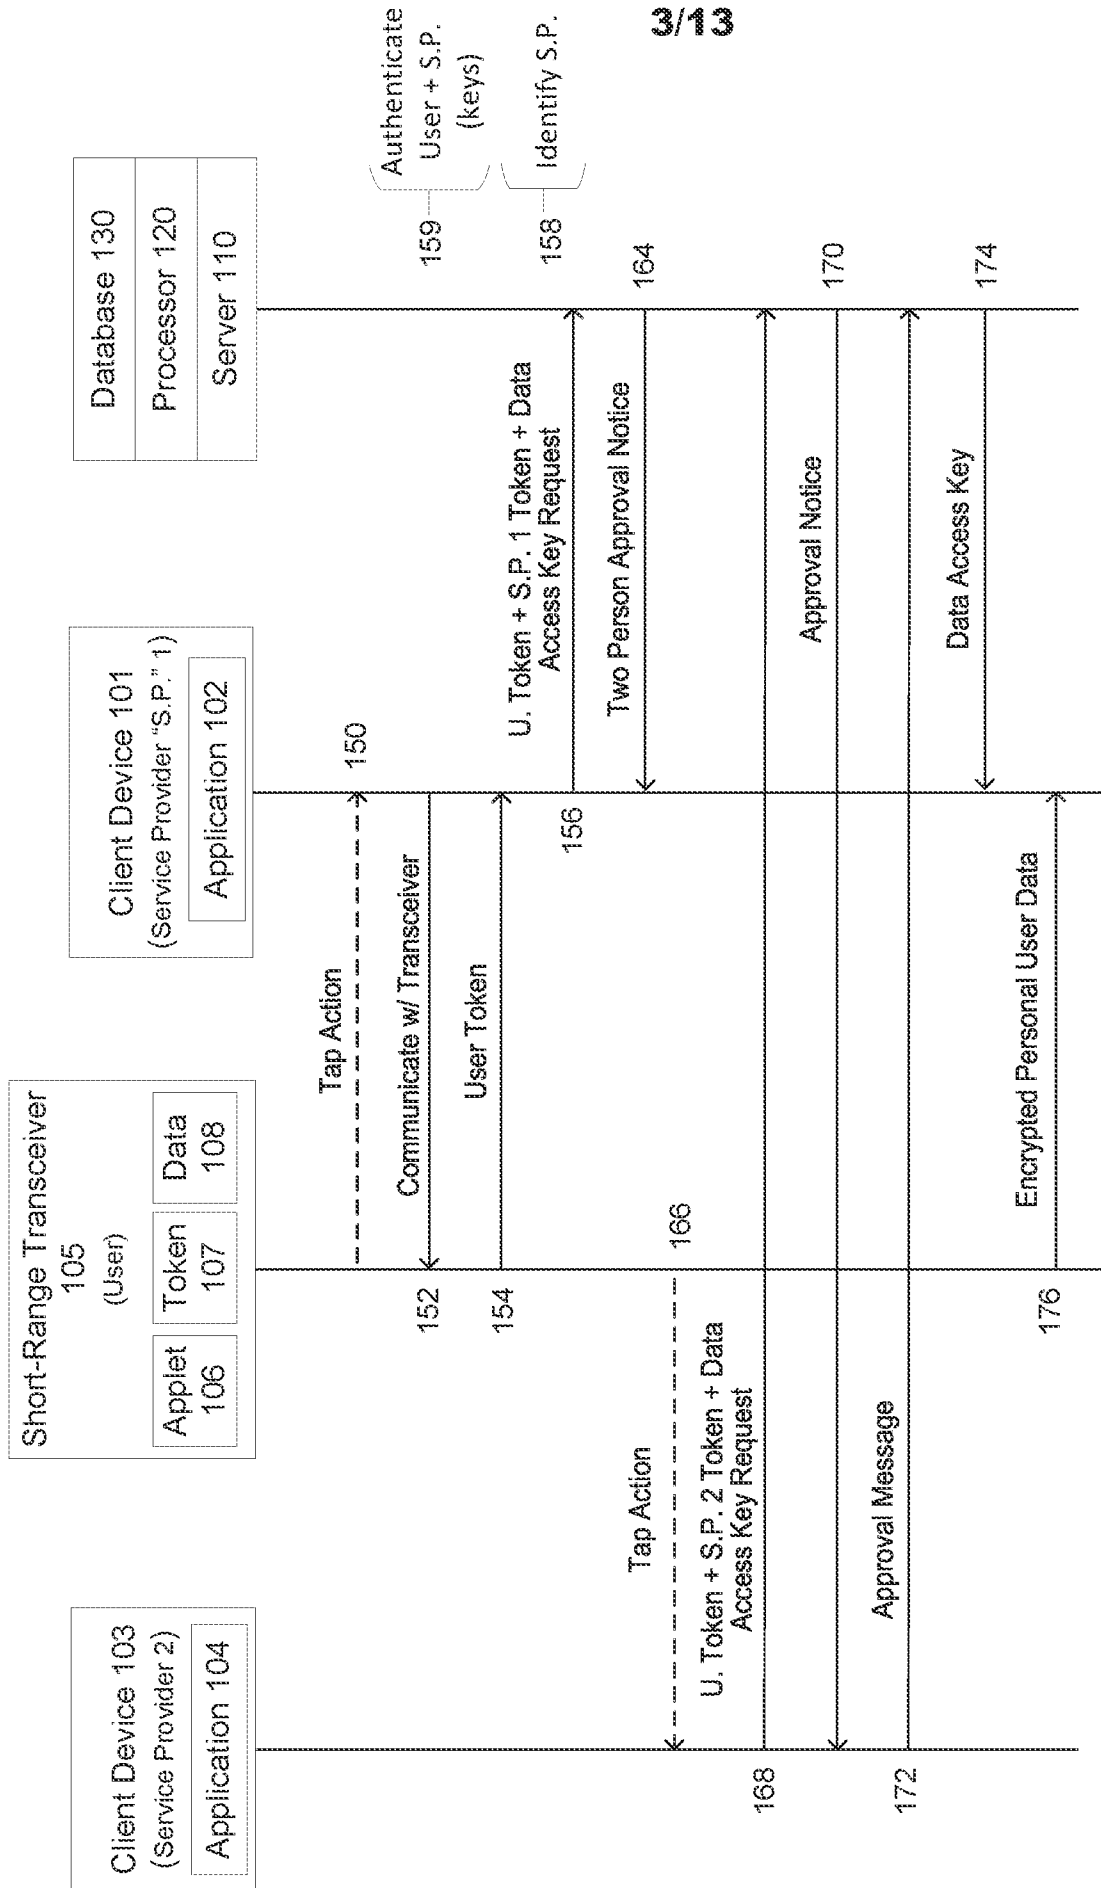 3/13
Client Device 103
(Service Provider 2)
Application 104
Short-Range Transceiver
105
(User)
Applet
106
Token
107
Data
108
Client Device 101
(Service Provider "S.P." 1)
Application 102
Database 130
Processor 120
Server 110
Tap Action
150
Communicate w/ Transceiver
152
User Token
154
Authenticate
User + S.P.
(keys)
159
Identify S.P.
158
U. Token + S.P. 1 Token + Data
Access Key Request
156
Two Person Approval Notice
164
Tap Action
166
U. Token + S.P. 2 Token + Data
Access Key Request
168
Approval Notice
170
Approval Message
172
Data Access Key
174
Encrypted Personal User Data
176